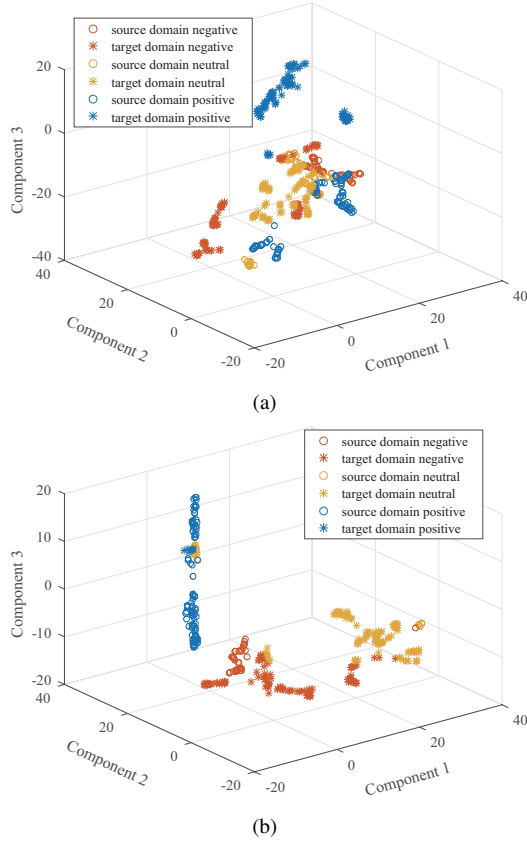 source domain negative
target domain negative
source domain neutral
target domain neutral
source domain positive
target domain positive
20
0
-20
-40
40
20
0
-20
-20
0
20
40
Component 3
Component 2
Component 1
(a)
source domain negative
target domain negative
source domain neutral
target domain neutral
source domain positive
target domain positive
20
10
0
-10
-20
40
20
0
-20
-20
0
20
40
Component 3
Component 2
Component 1
(b)